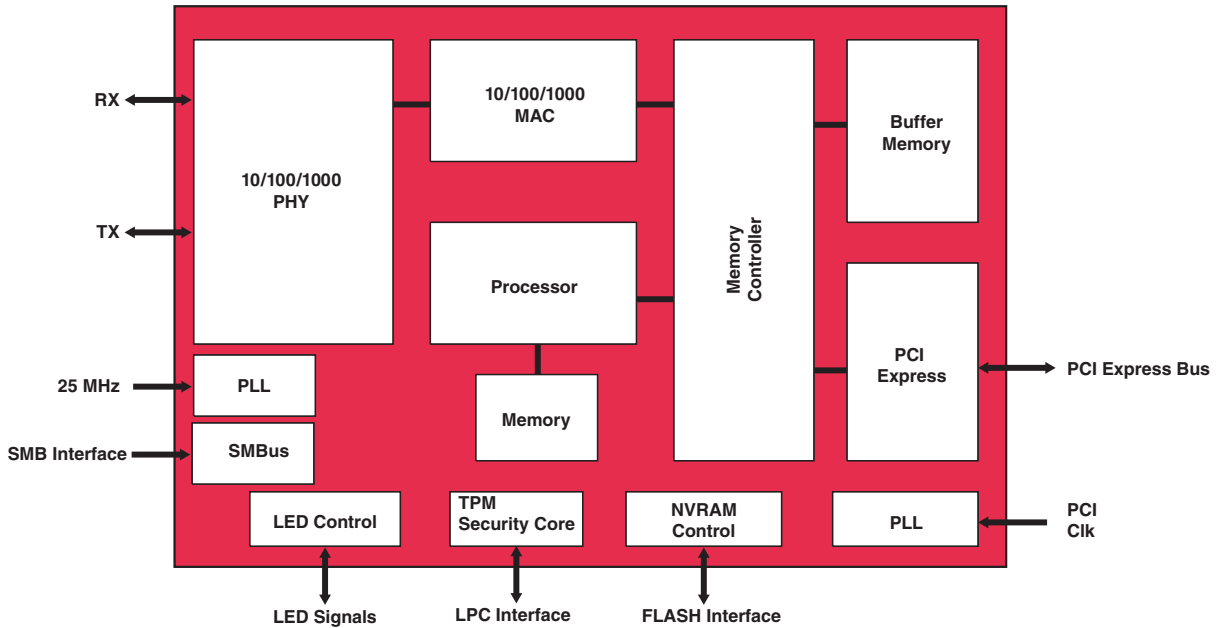 RX
TX
25 MHz
SMB Interface
10/100/1000
PHY
10/100/1000
MAC
Processor
Memory
Memory
Controller
Buffer
Memory
PCI
Express
PCI Express Bus
PLL
SMBus
LED Control
TPM
Security Core
NVRAM
Control
PLL
PCI
Clk
LED Signals
LPC Interface
FLASH Interface